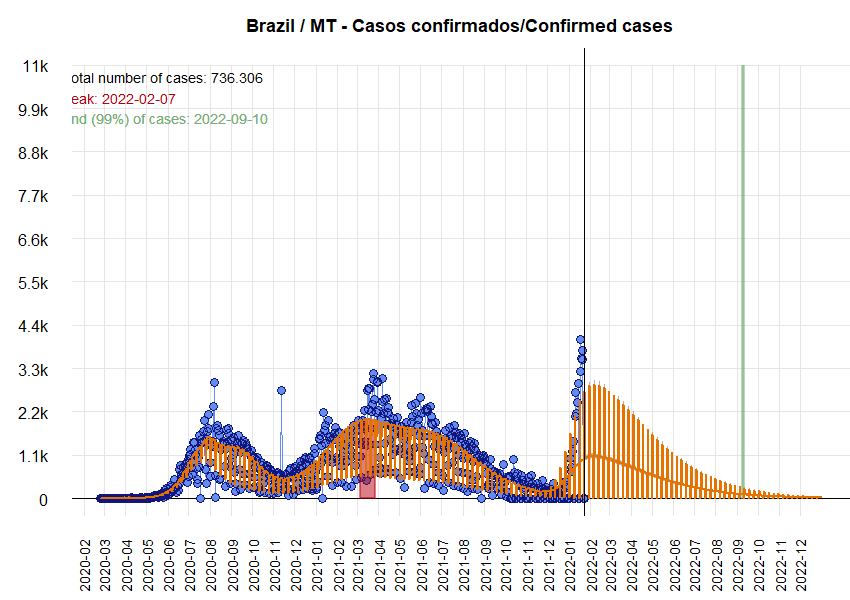 Brazil / MT - Casos confirmados/Confirmed cases
11k
otal number of cases: 736.306
eak: 2022-02-07
9.9k
nd (99%) of cases: 2022-09-10
8.8k
7.7k
6.6k
5.5k
4.4k
3.3k
2.2k
1.1k
0
2020-02
2020-03
2020-04
2020-05
2020-06
2020-07
2020-08
2020-09
2020-10
2020-11
2020-12
2021-01
2021-02
2021-03
2021-04
2021-05
2021-06
2021-07
2021-08
2021-09
2021-10
2021-11
2021-12
2022-01
2022-02
2022-03
2022-04
2022-05
2022-06
2022-07
2022-08
2022-09
2022-10
2022-11
2022-12